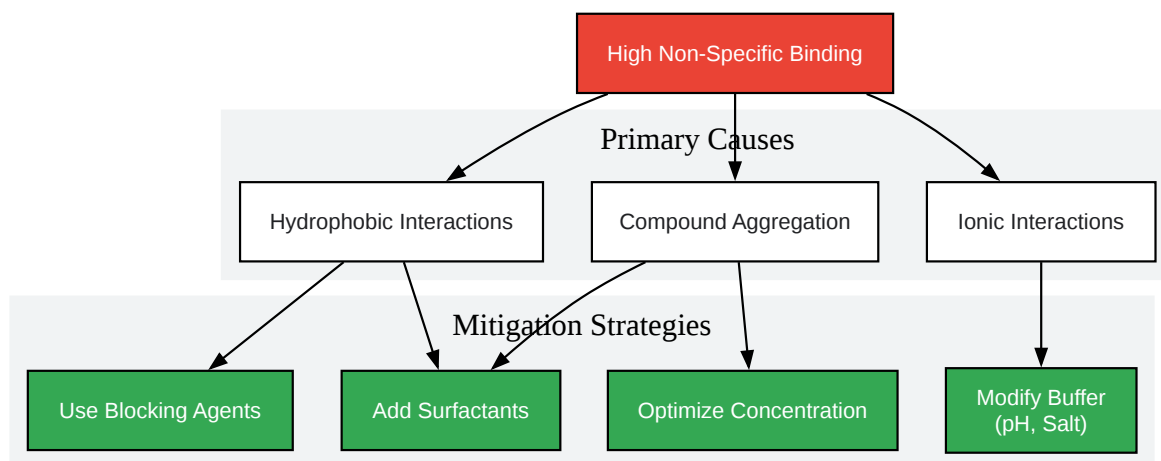 High Non-Specific Binding
Primary Causes
Hydrophobic Interactions
Compound Aggregation
Ionic Interactions
Mitigation Strategies
Use Blocking Agents
Add Surfactants
Optimize Concentration
Modify Buffer
(pH, Salt)